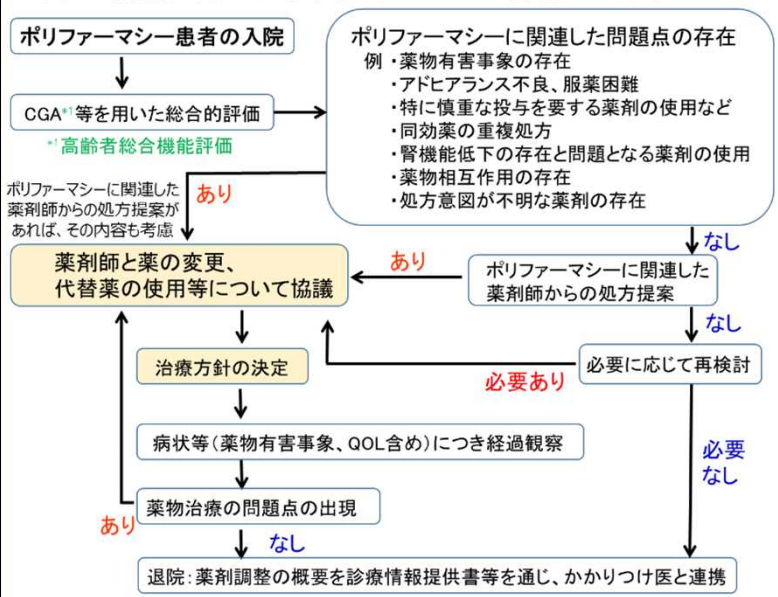 ポリファーマシー患者の入院
CGA*1等を用いた総合的評価
*1高齢者総合機能評価
ポリファーマシーに関連した問題点の存在
例 ・薬物有害事象の存在
・アドヒアランス不良、服薬困難
・特に慎重な投与を要する薬剤の使用など
・同効薬の重複処方
・腎機能低下の存在と問題となる薬剤の使用
・薬物相互作用の存在
・処方意図が不明な薬剤の存在
あり
ポリファーマシーに関連した
薬剤師からの処方提案が
あれば、その内容も考慮
なし
薬剤師と薬の変更、
代替薬の使用等について協議
あり
ポリファーマシーに関連した
薬剤師からの処方提案
なし
治療方針の決定
必要あり
必要に応じて再検討
病状等(薬物有害事象、QOL含め)につき経過観察
必要
なし
薬物治療の問題点の出現
あり
なし
退院:薬剤調整の概要を診療情報提供書等を通じ、かかりつけ医と連携